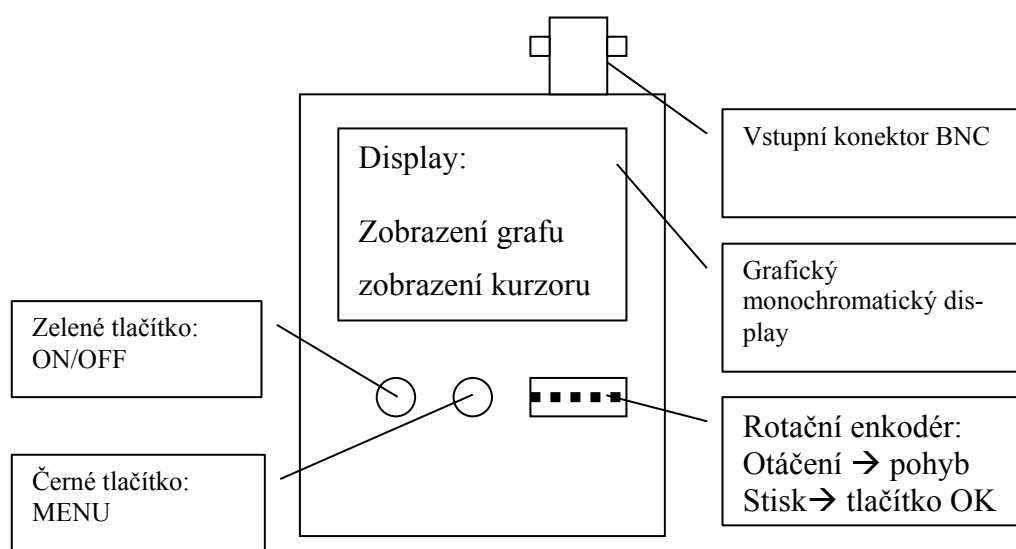 Vstupní konektor BNC
Display:
Zobrazení grafu
zobrazení kurzoru
Grafický
monochromatický dis-
play
Zelené tlačítko:
ON/OFF
Rotační enkodér:
Otáčení → pohyb
Stisk→ tlačítko OK
Černé tlačítko:
MENU